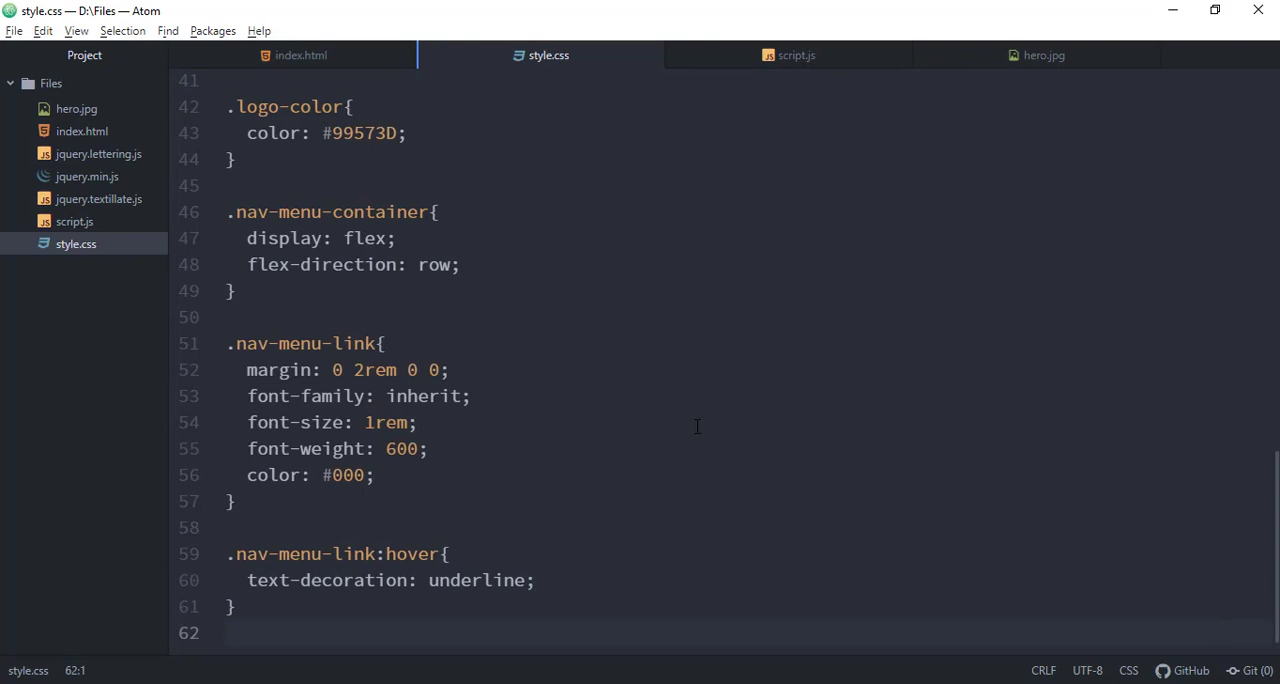 style.css — D:\Files — Atom
File Edit View Selection Find Packages Help
Project
index.html
style.css
script.js
hero.jpg
Files
hero.jpg
index.html
jquery.lettering.js
jquery.min.js
jquery.textillate.js
script.js
style.css
41
42 .logo-color{
43 color: #99573D;
44 }
45
46 .nav-menu-container{
47 display: flex;
48 flex-direction: row;
49 }
50
51 .nav-menu-link{
52 margin: 0 2rem 0 0;
53 font-family: inherit;
54 font-size: 1rem;
55 font-weight: 600;
56 color: #000;
57 }
58
59 .nav-menu-link:hover{
60 text-decoration: underline;
61 }
62
style.css 62:1 CRLF UTF-8 CSS GitHub Git (0)